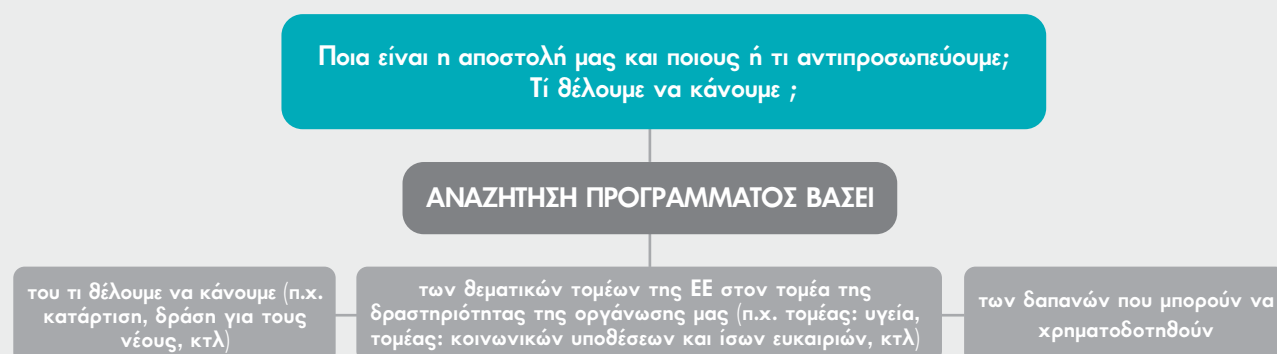 Ποια είναι η αποστολή μας και ποιους ή τι αντιπροσωπεύουμε;
Τί θέλουμε να κάνουμε ;
ΑΝΑΖΗΤΗΣΗ ΠΡΟΓΡΑΜΜΑΤΟΣ ΒΑΣΕΙ
του τι θέλουμε να κάνουμε (π.χ.
κατάρτιση, δράση για τους
νέους, κτλ)
των θεματικών τομέων της ΕΕ στον τομέα της
δραστηριότητας της οργάνωσης μας (π.χ. τομέας: υγεία,
τομέας: κοινωνικών υποθέσεων και ίσων ευκαιριών, κτλ)
των δαπανών που μπορούν να
χρηματοδοτηθούν